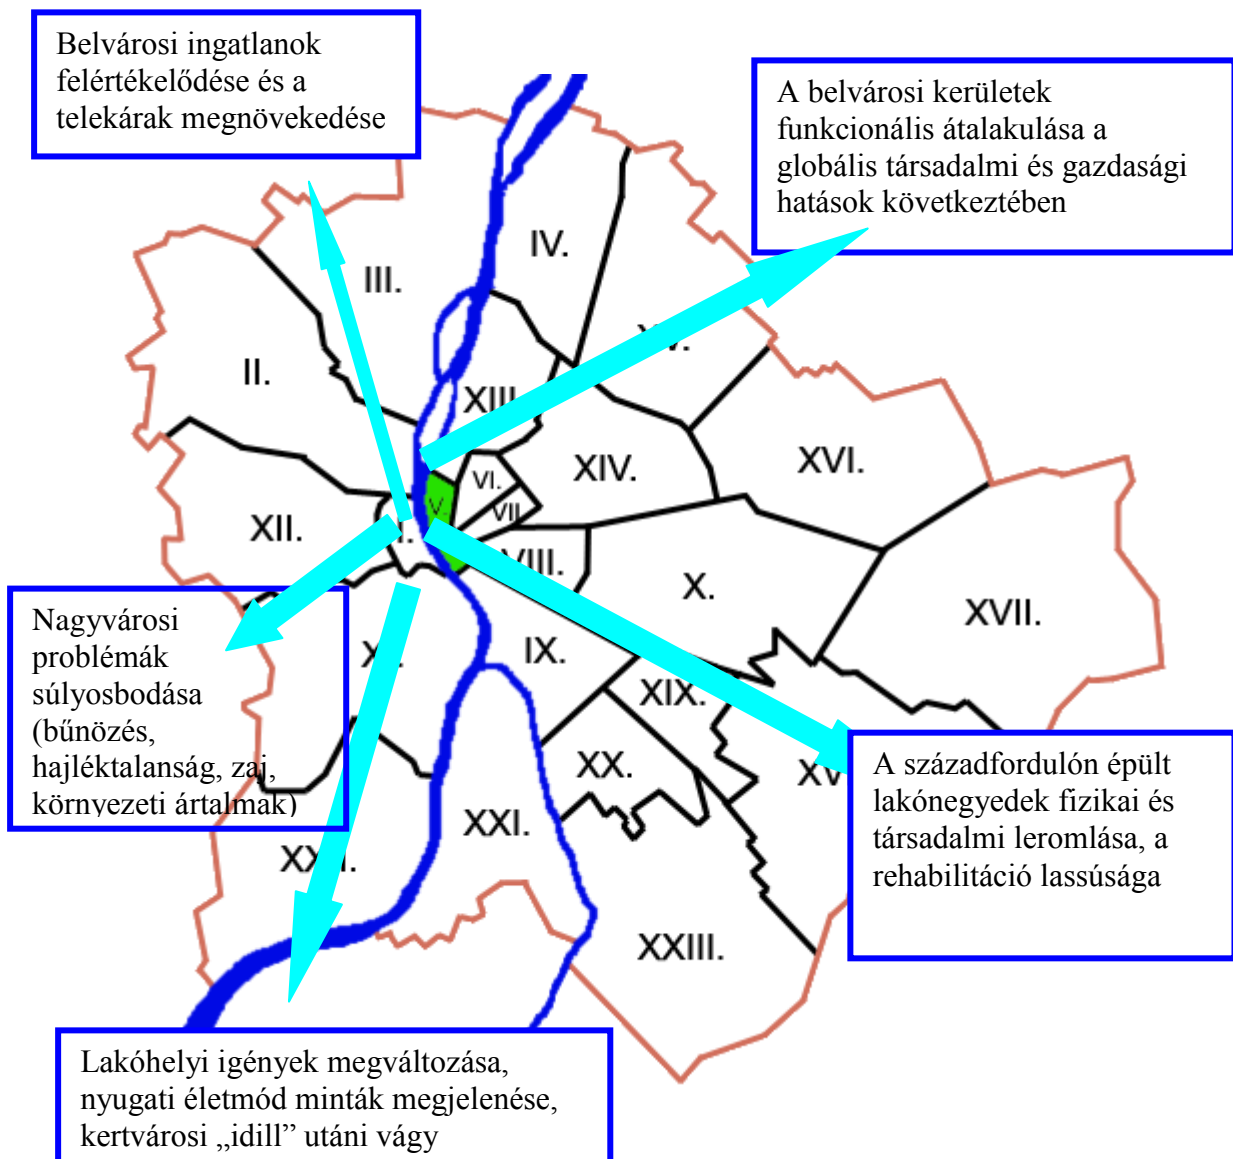 Belvárosi ingatlanok
felértékelődése és a
telekárak megnövekedése
A belvárosi kerületek
funkcionális átalakulása a
globális társadalmi és gazdasági
hatások következtében
IV.
III.
II.
XIII
XIV.
XVI.
VI.
V.
VII
XII.
I.
VIII.
X.
XVII.
Nagyvárosi
problémák
súlyosbodása
(bűnözés,
hajléktalanság, zaj,
környezeti ártalmak)
IX.
XIX.
XX.
XXI.
XXIII.
A századfordulón épült
lakónegyedek fizikai és
társadalmi leromlása, a
rehabilitáció lassúsága
Lakóhelyi igények megváltozása,
nyugati életmód minták megjelenése,
kertvárosi „idill” utáni vágy